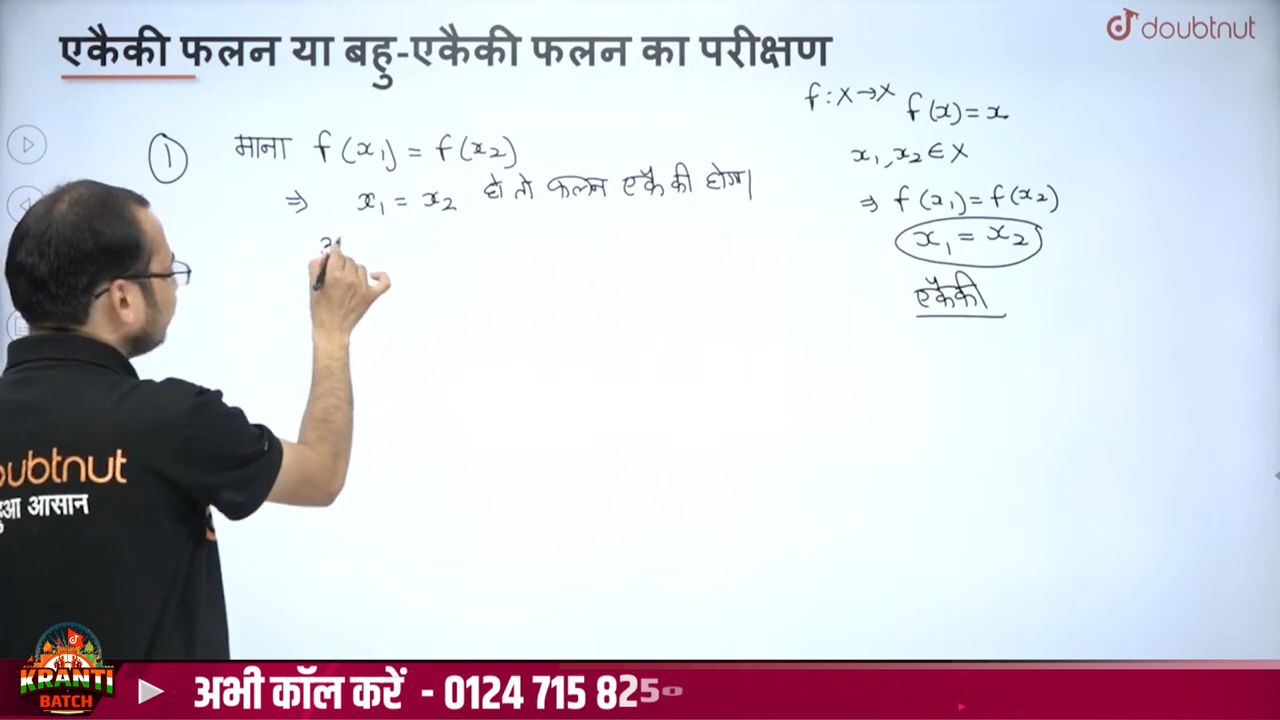 एकैकी फलन या बहु-एकैकी फलन का परीक्षण
doubtnut
① माना f(x₁) = f(x₂)
⇒ x₁ = x₂ हो तो फलन एकैकी होगा।
f : X → X f(x) = x
x₁, x₂ ∈ X
⇒ f(x₁) = f(x₂)
x₁ = x₂
एकैकी
oubtnut
हुआ आसान
KRANTI
BATCH
अभी कॉल करें - 0124 715 825